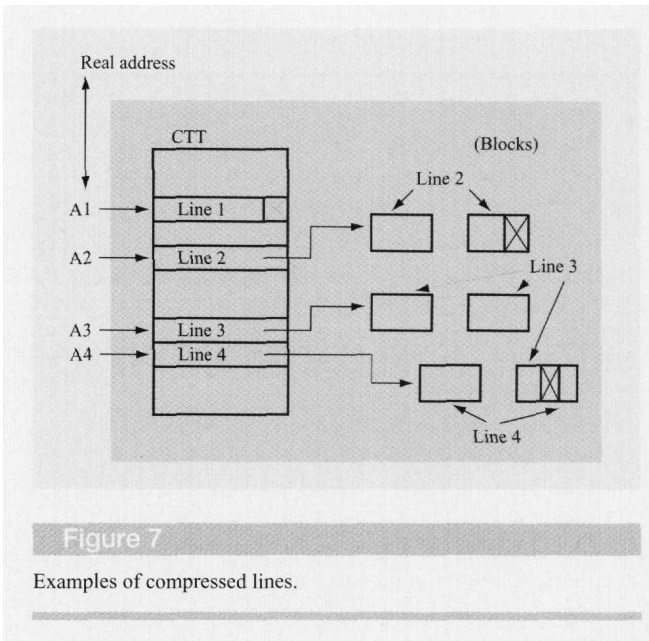 Real address
CTT
(Blocks)
Line 2
A1
Line 1
A2
Line 2
Line 3
A3
Line 3
A4
Line 4
Line 4
Figure 7
Examples of compressed lines.